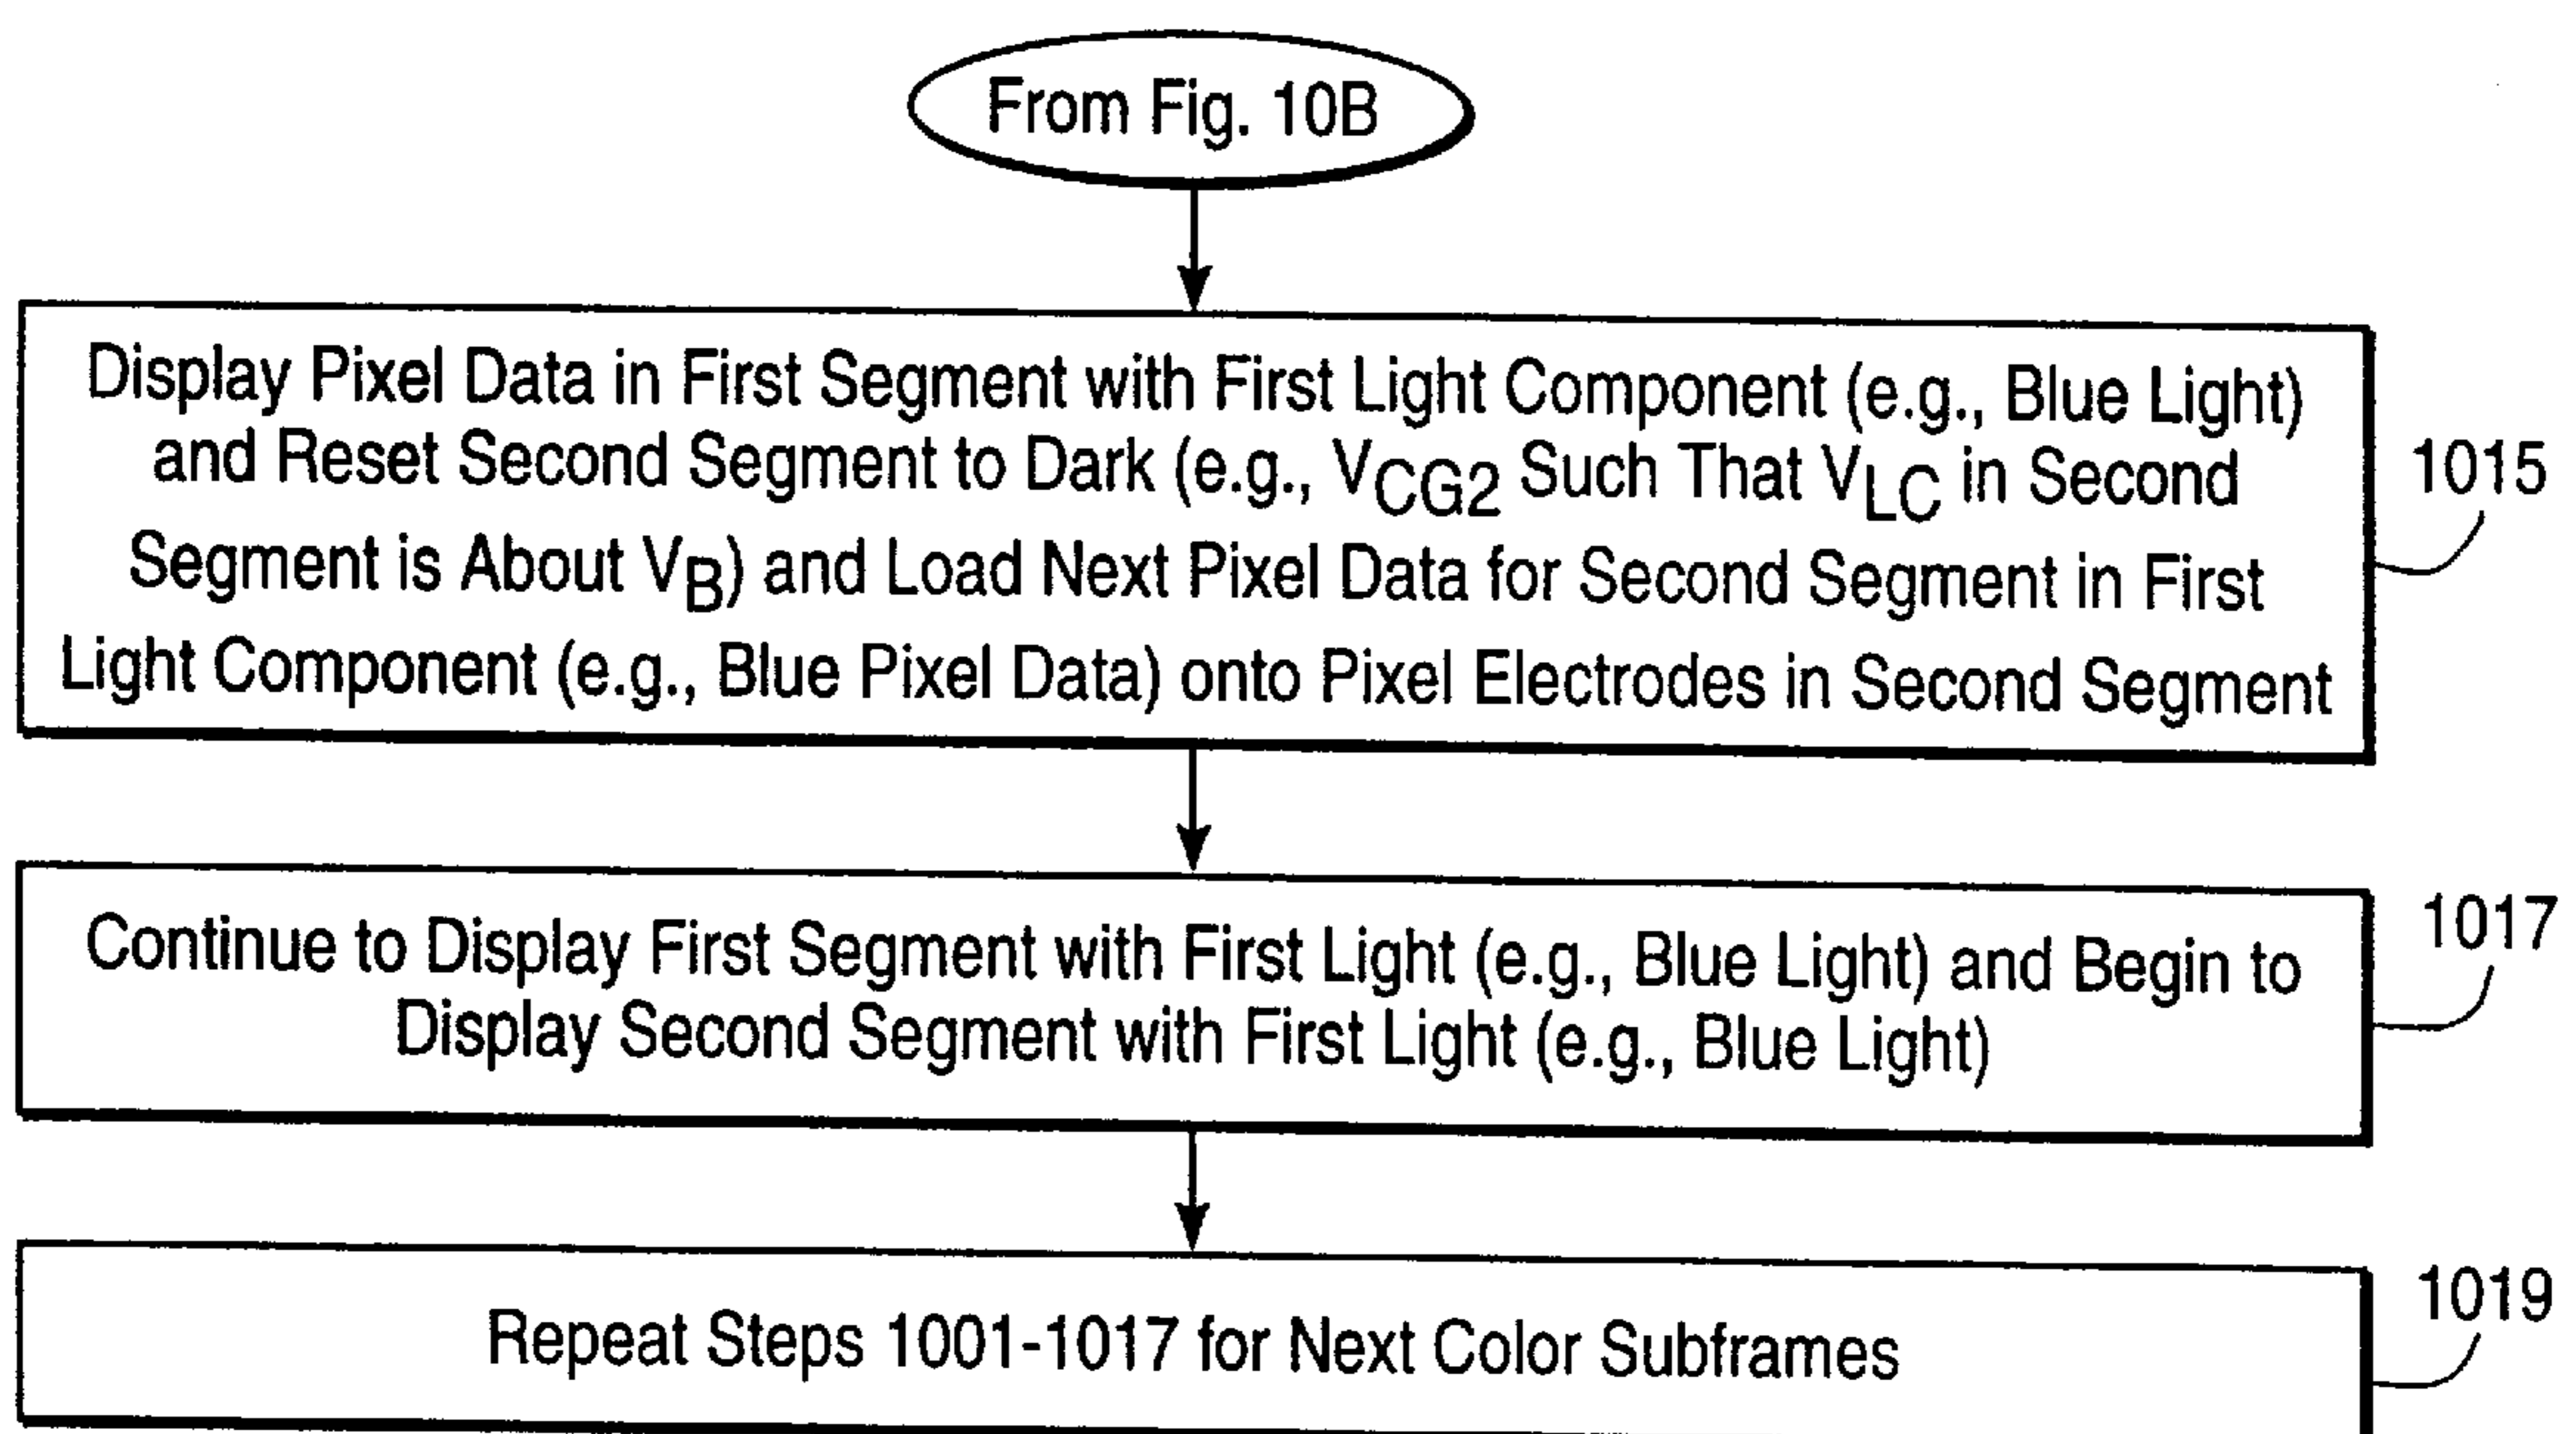 From Fig. 10B
Display Pixel Data in First Segment with First Light Component (e.g., Blue Light)
and Reset Second Segment to Dark (e.g., VCG2 Such That VLC in Second
Segment is About VB) and Load Next Pixel Data for Second Segment in First
Light Component (e.g., Blue Pixel Data) onto Pixel Electrodes in Second Segment
1015
Continue to Display First Segment with First Light (e.g., Blue Light) and Begin to
Display Second Segment with First Light (e.g., Blue Light)
1017
Repeat Steps 1001-1017 for Next Color Subframes
1019